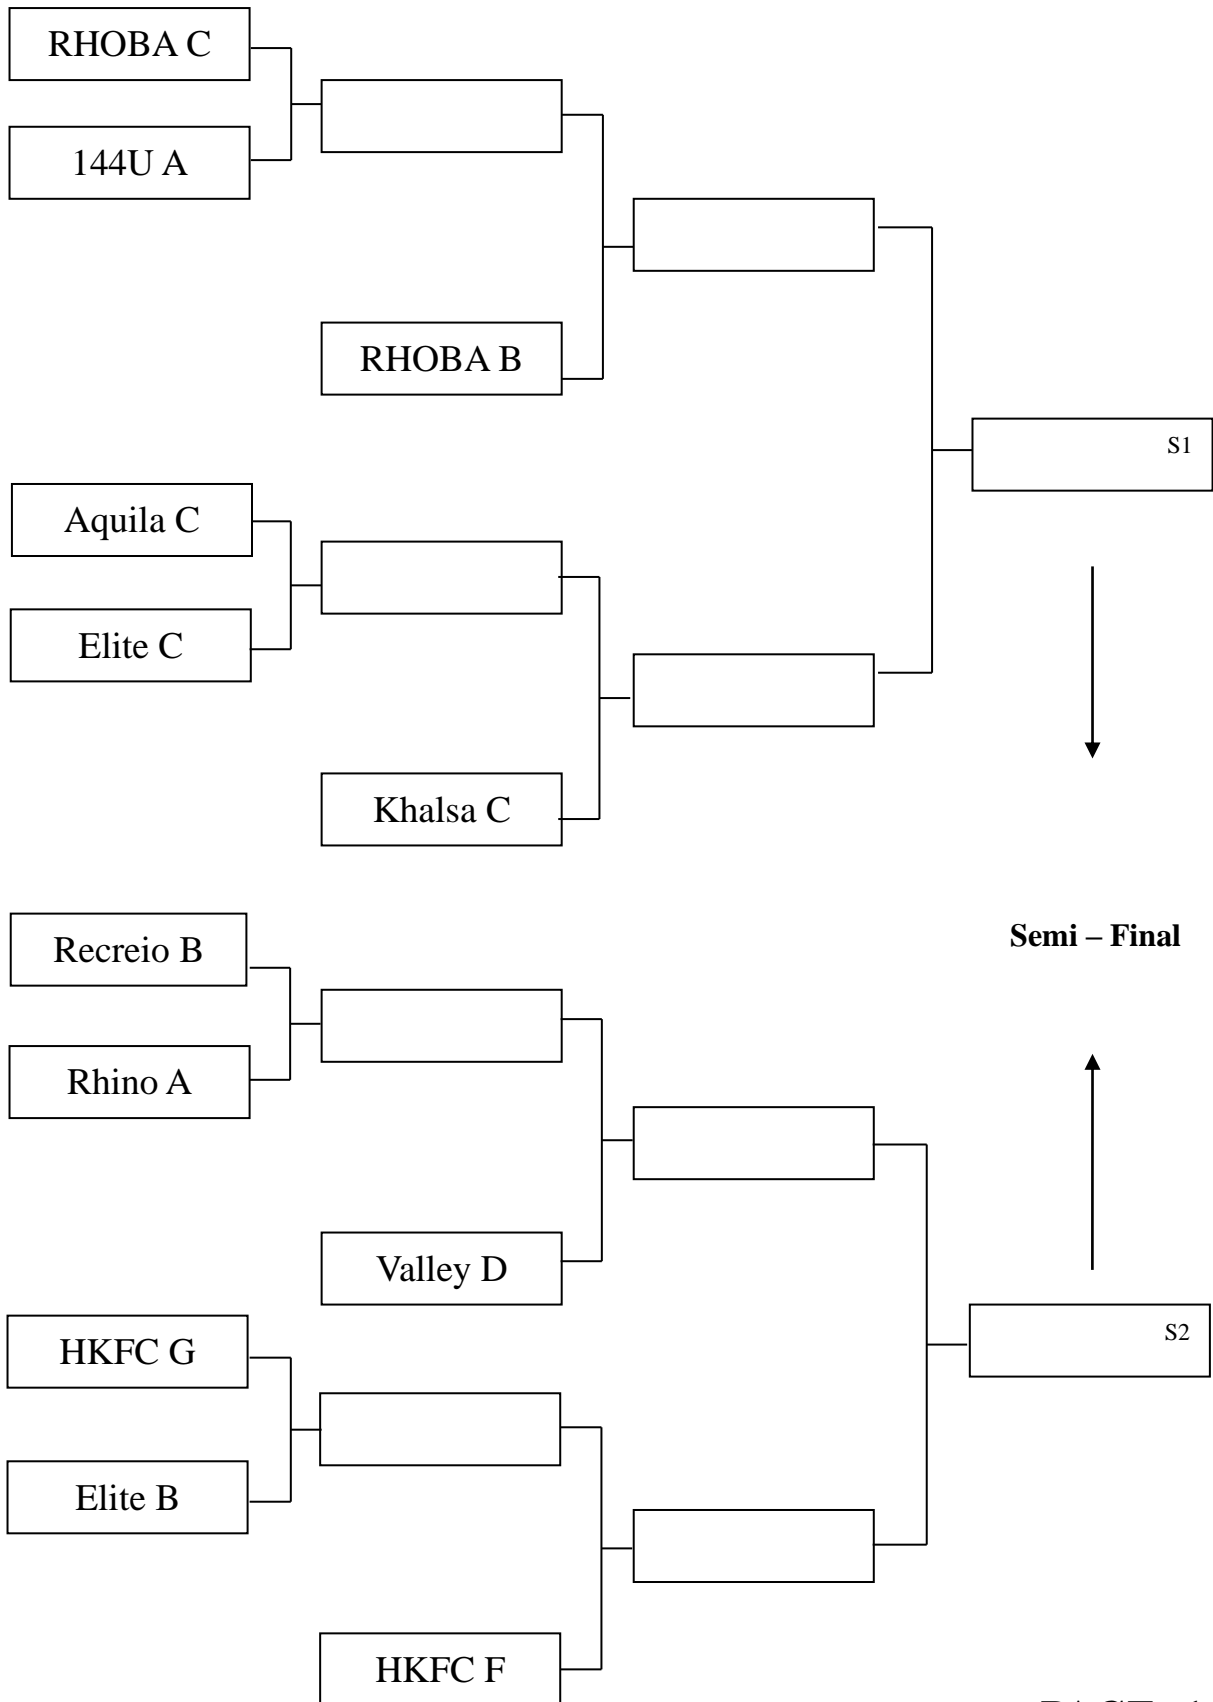 RHOBA C
144U A
RHOBA B
S1
Aquila C
Elite C
Khalsa C
Recreio B
Semi – Final
Rhino A
Valley D
HKFC G
S2
Elite B
HKFC F